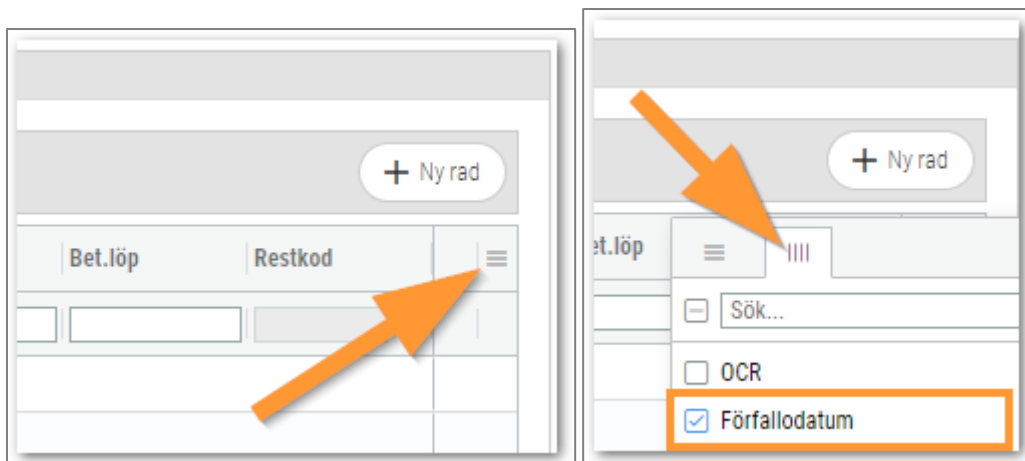 + Ny rad
Bet.löp Restkod
+ Ny rad
et.löp
Sök...
OCR
Förfallodatum